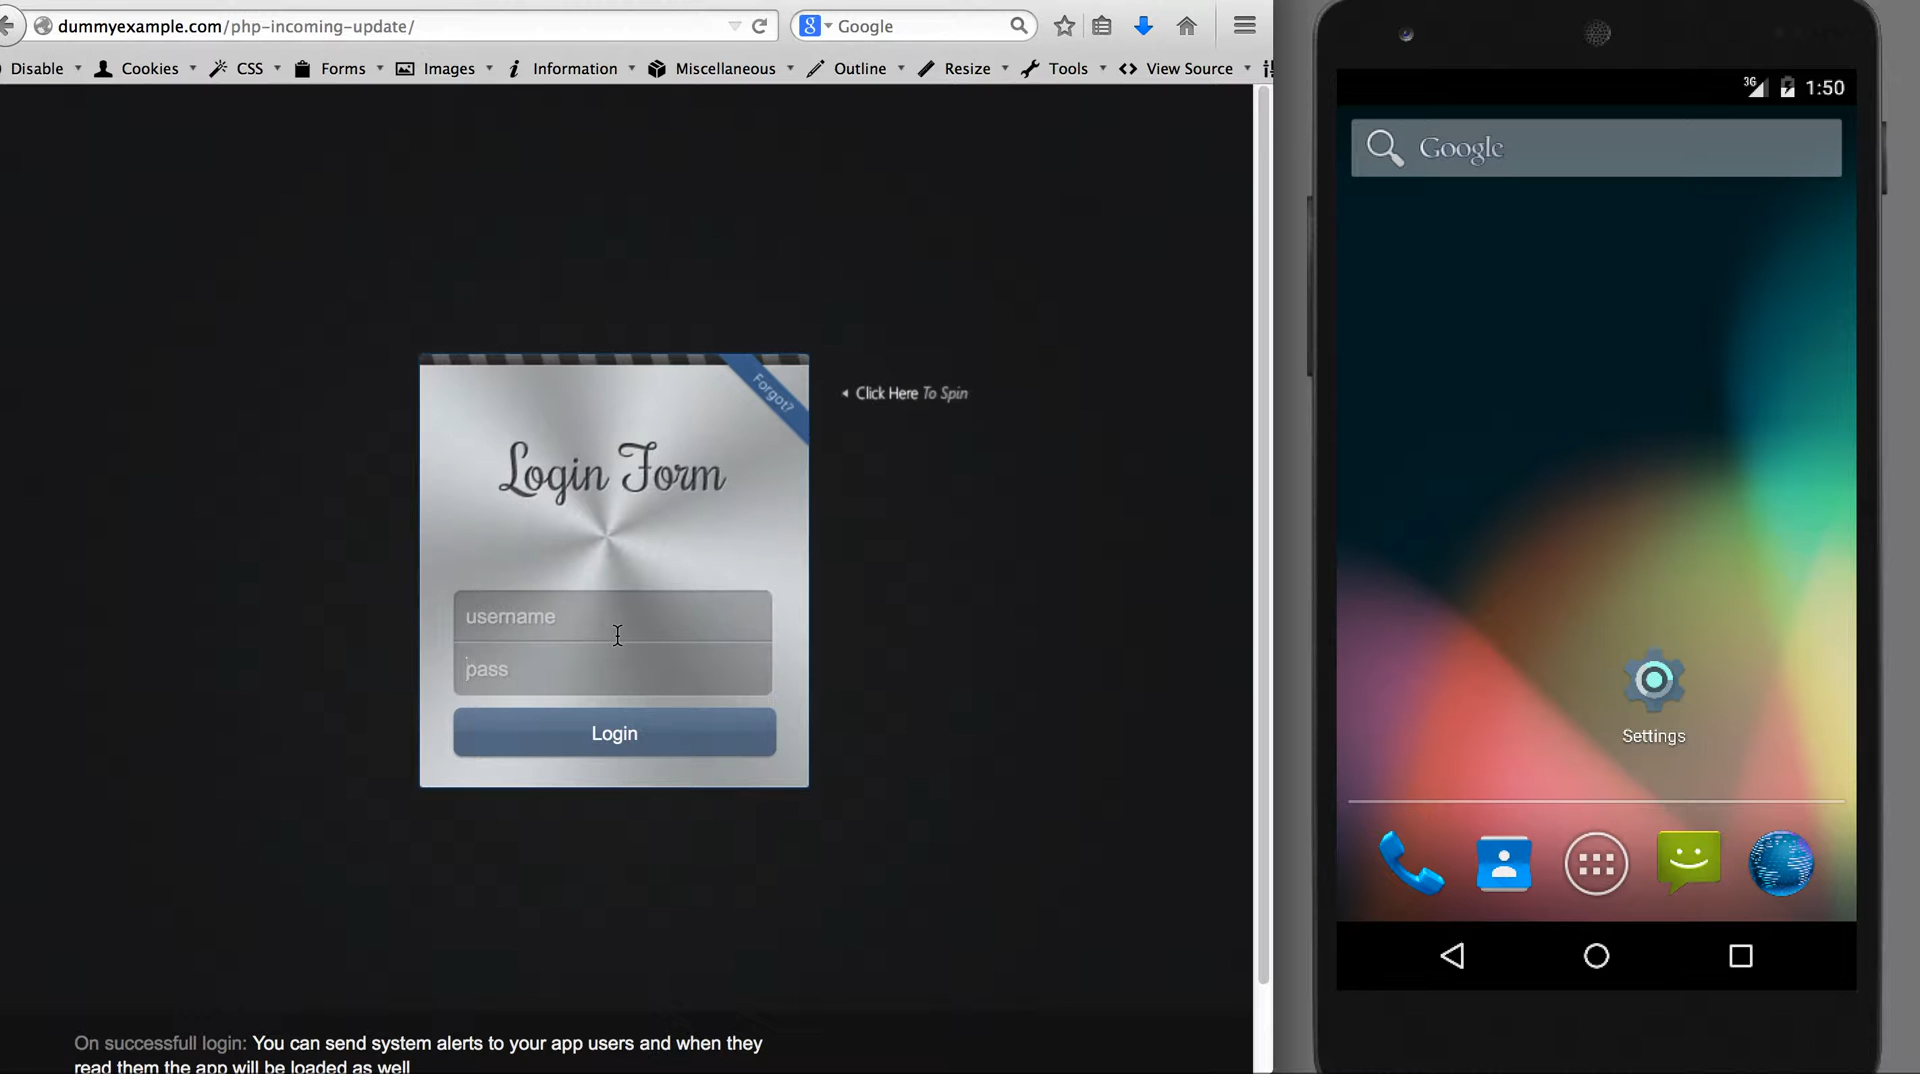 dummyexample.com/php-incoming-update/
Google
Disable Cookies CSS Forms Images Information Miscellaneous Outline Resize Tools View Source
Forgot?
Click Here To Spin
Login Form
username
pass
Login
On successfull login: You can send system alerts to your app users and when they
read them the app will be loaded as well
3G 1:50
Google
Settings